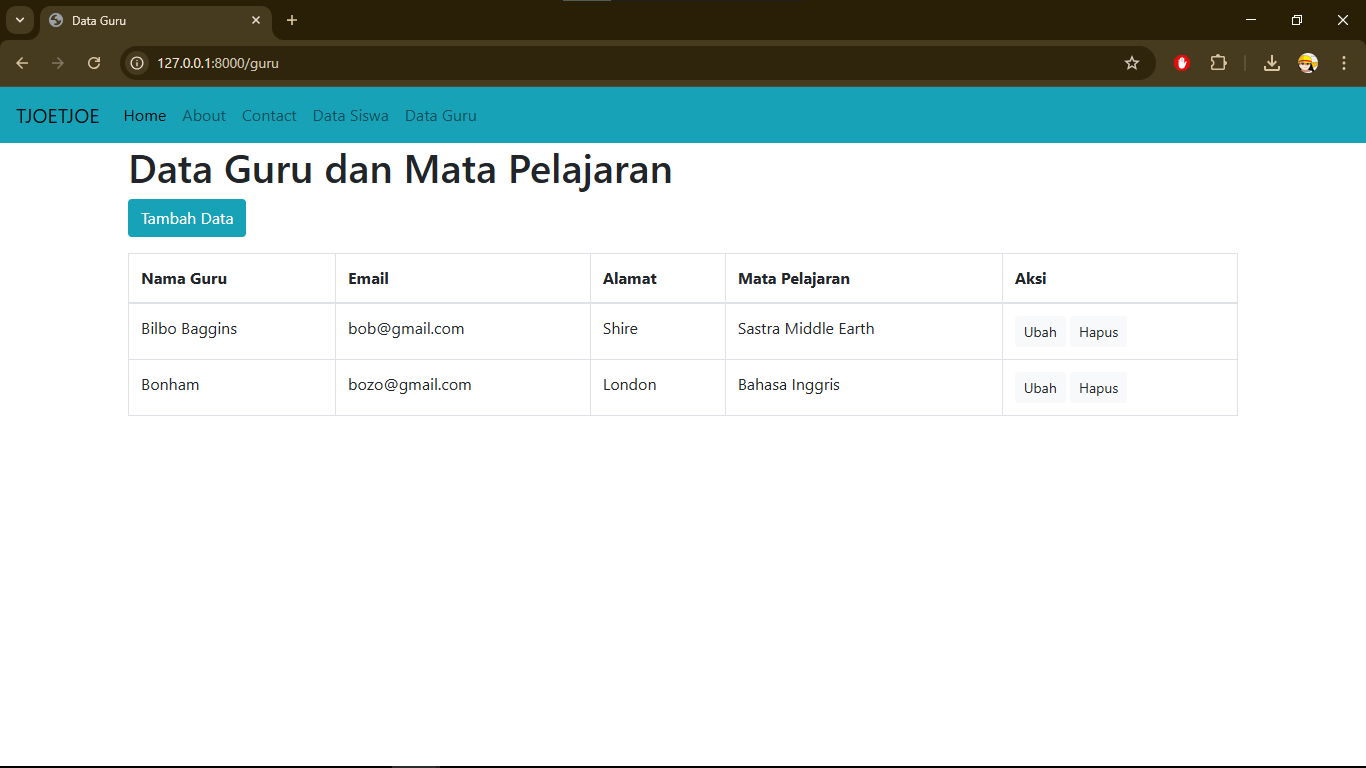 Data Guru
127.0.0.1:8000/guru
TJOETJOE Home About Contact Data Siswa Data Guru
Data Guru dan Mata Pelajaran
Tambah Data
Nama Guru Email Alamat Mata Pelajaran Aksi
Bilbo Baggins bob@gmail.com Shire Sastra Middle Earth Ubah Hapus
Bonham bozo@gmail.com London Bahasa Inggris Ubah Hapus